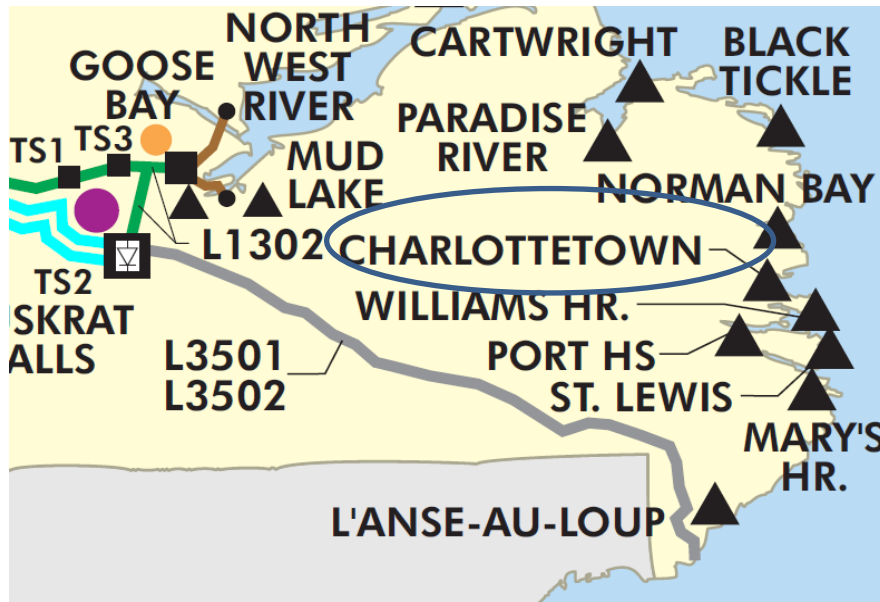 NORTH
WEST
RIVER
GOOSE
BAY
CARTWRIGHT
BLACK
TICKLE
TS1
TS3
PARADISE
RIVER
MUD
LAKE
NORMAN BAY
L1302
CHARLOTTETOWN
TS2
WILLIAMS HR.
SKRAT
ALLS
L3501
L3502
PORT HS
ST. LEWIS
MARY'S
HR.
L'ANSE-AU-LOUP